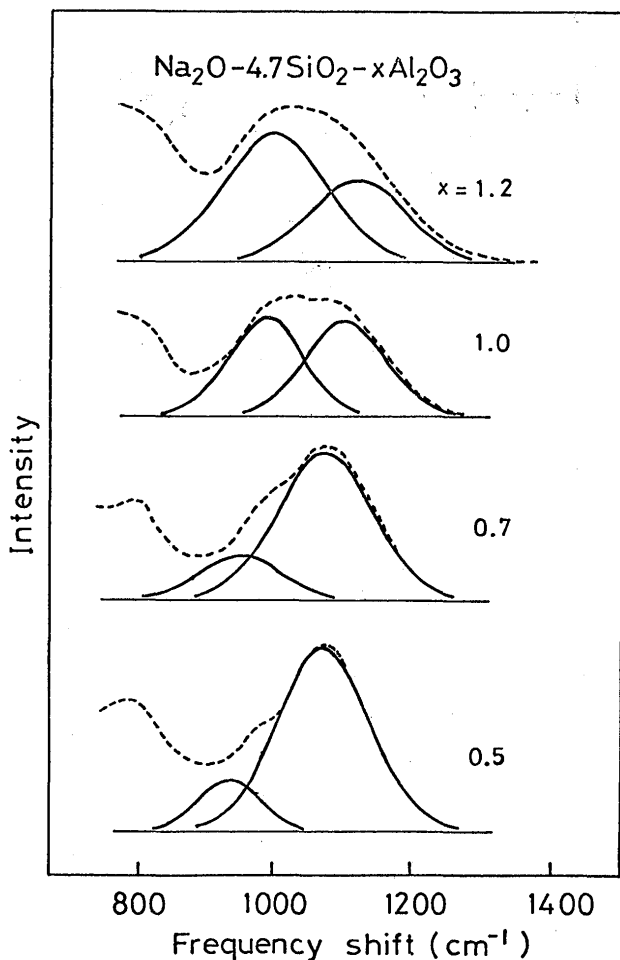 Na₂O-4.7SiO₂-xAl₂O₃
x = 1.2
1.0
0.7
0.5
Intensity
800 1000 1200 1400
Frequency shift (cm⁻¹)